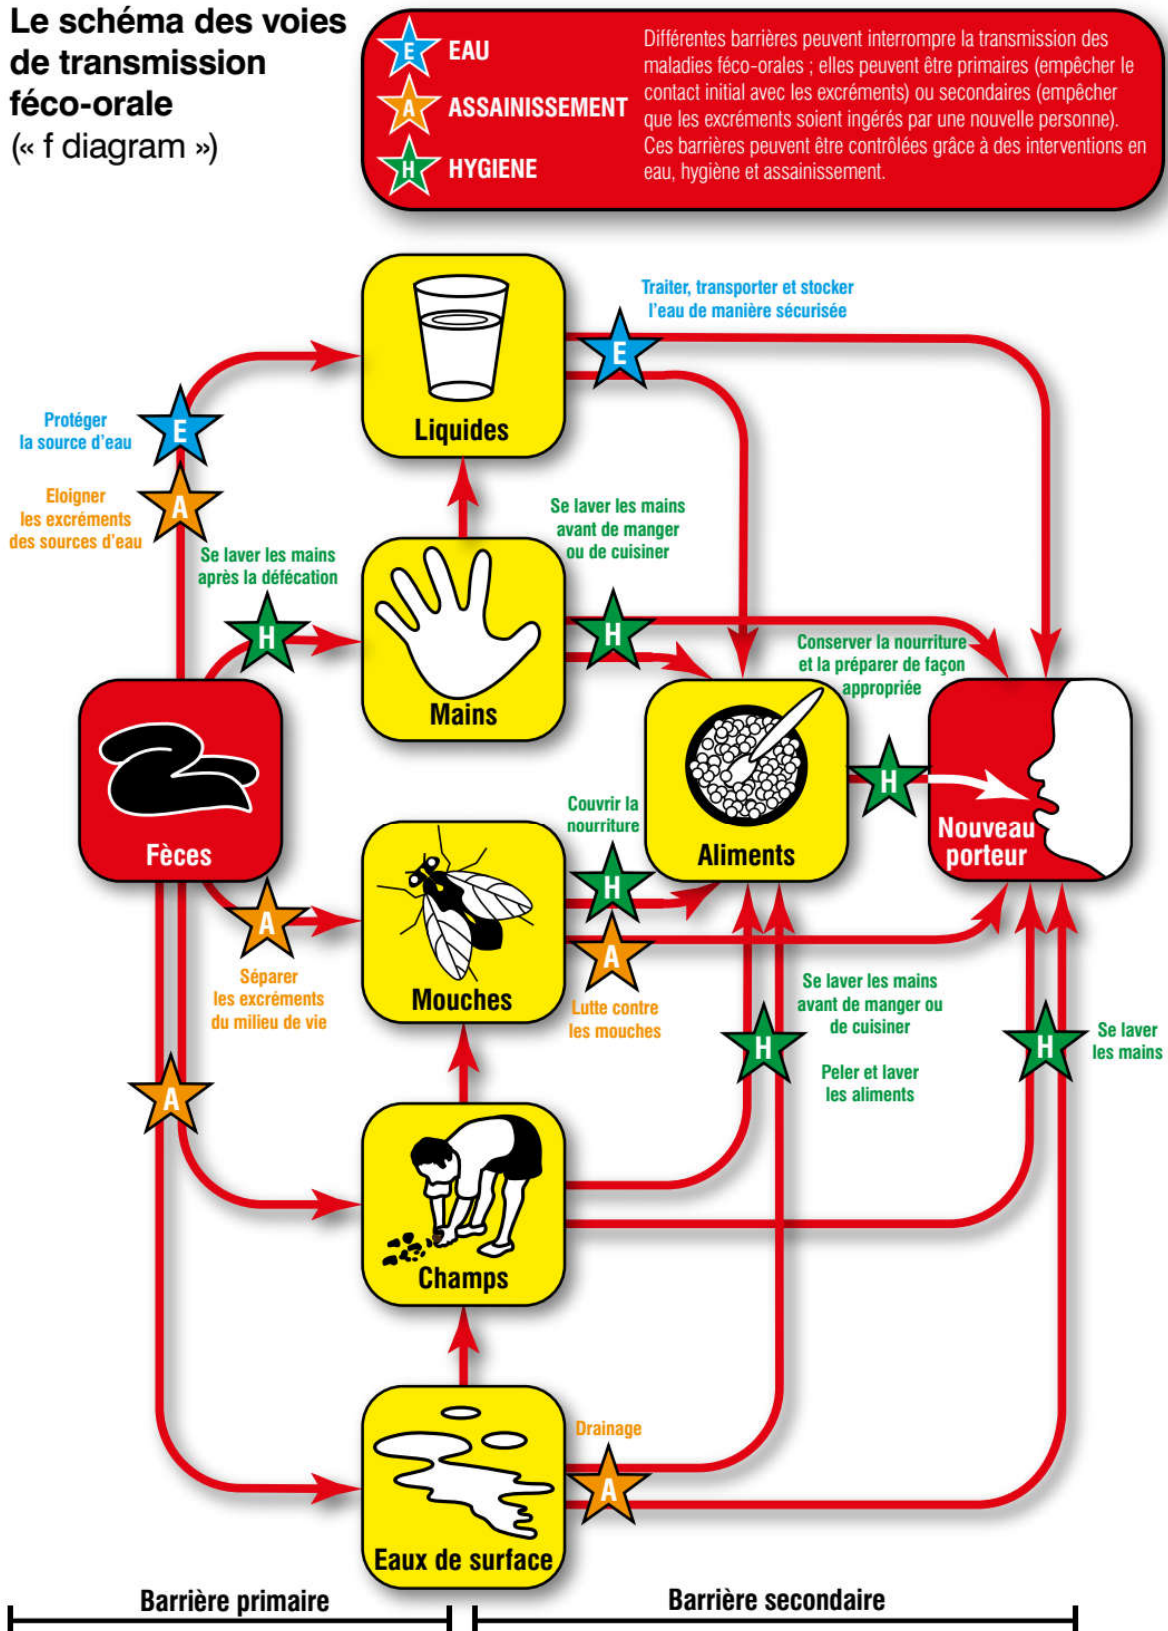 Le schéma des voies
de transmission
féco-orale
(« f diagram »)
E EAU
A ASSAINISSEMENT
H HYGIENE
Différentes barrières peuvent interrompre la transmission des
maladies féco-orales ; elles peuvent être primaires (empêcher le
contact initial avec les excréments) ou secondaires (empêcher
que les excréments soient ingérés par une nouvelle personne).
Ces barrières peuvent être contrôlées grâce à des interventions en
eau, hygiène et assainissement.
Traiter, transporter et stocker
l'eau de manière sécurisée
E
Liquides
Protéger
la source d'eau
E
Eloigner
les excréments
des sources d'eau
A
Se laver les mains
après la défécation
H
Se laver les mains
avant de manger
ou de cuisiner
H
Mains
Conserver la nourriture
et la préparer de façon
appropriée
H
Fèces
Aliments
Nouveau
porteur
Couvrir la
nourriture
H
A
Séparer
les excréments
du milieu de vie
Mouches
A
Lutte contre
les mouches
Se laver les mains
avant de manger ou
de cuisiner
H
Peler et laver
les aliments
H
Se laver
les mains
A
Champs
Drainage
A
Eaux de surface
Barrière primaire
Barrière secondaire